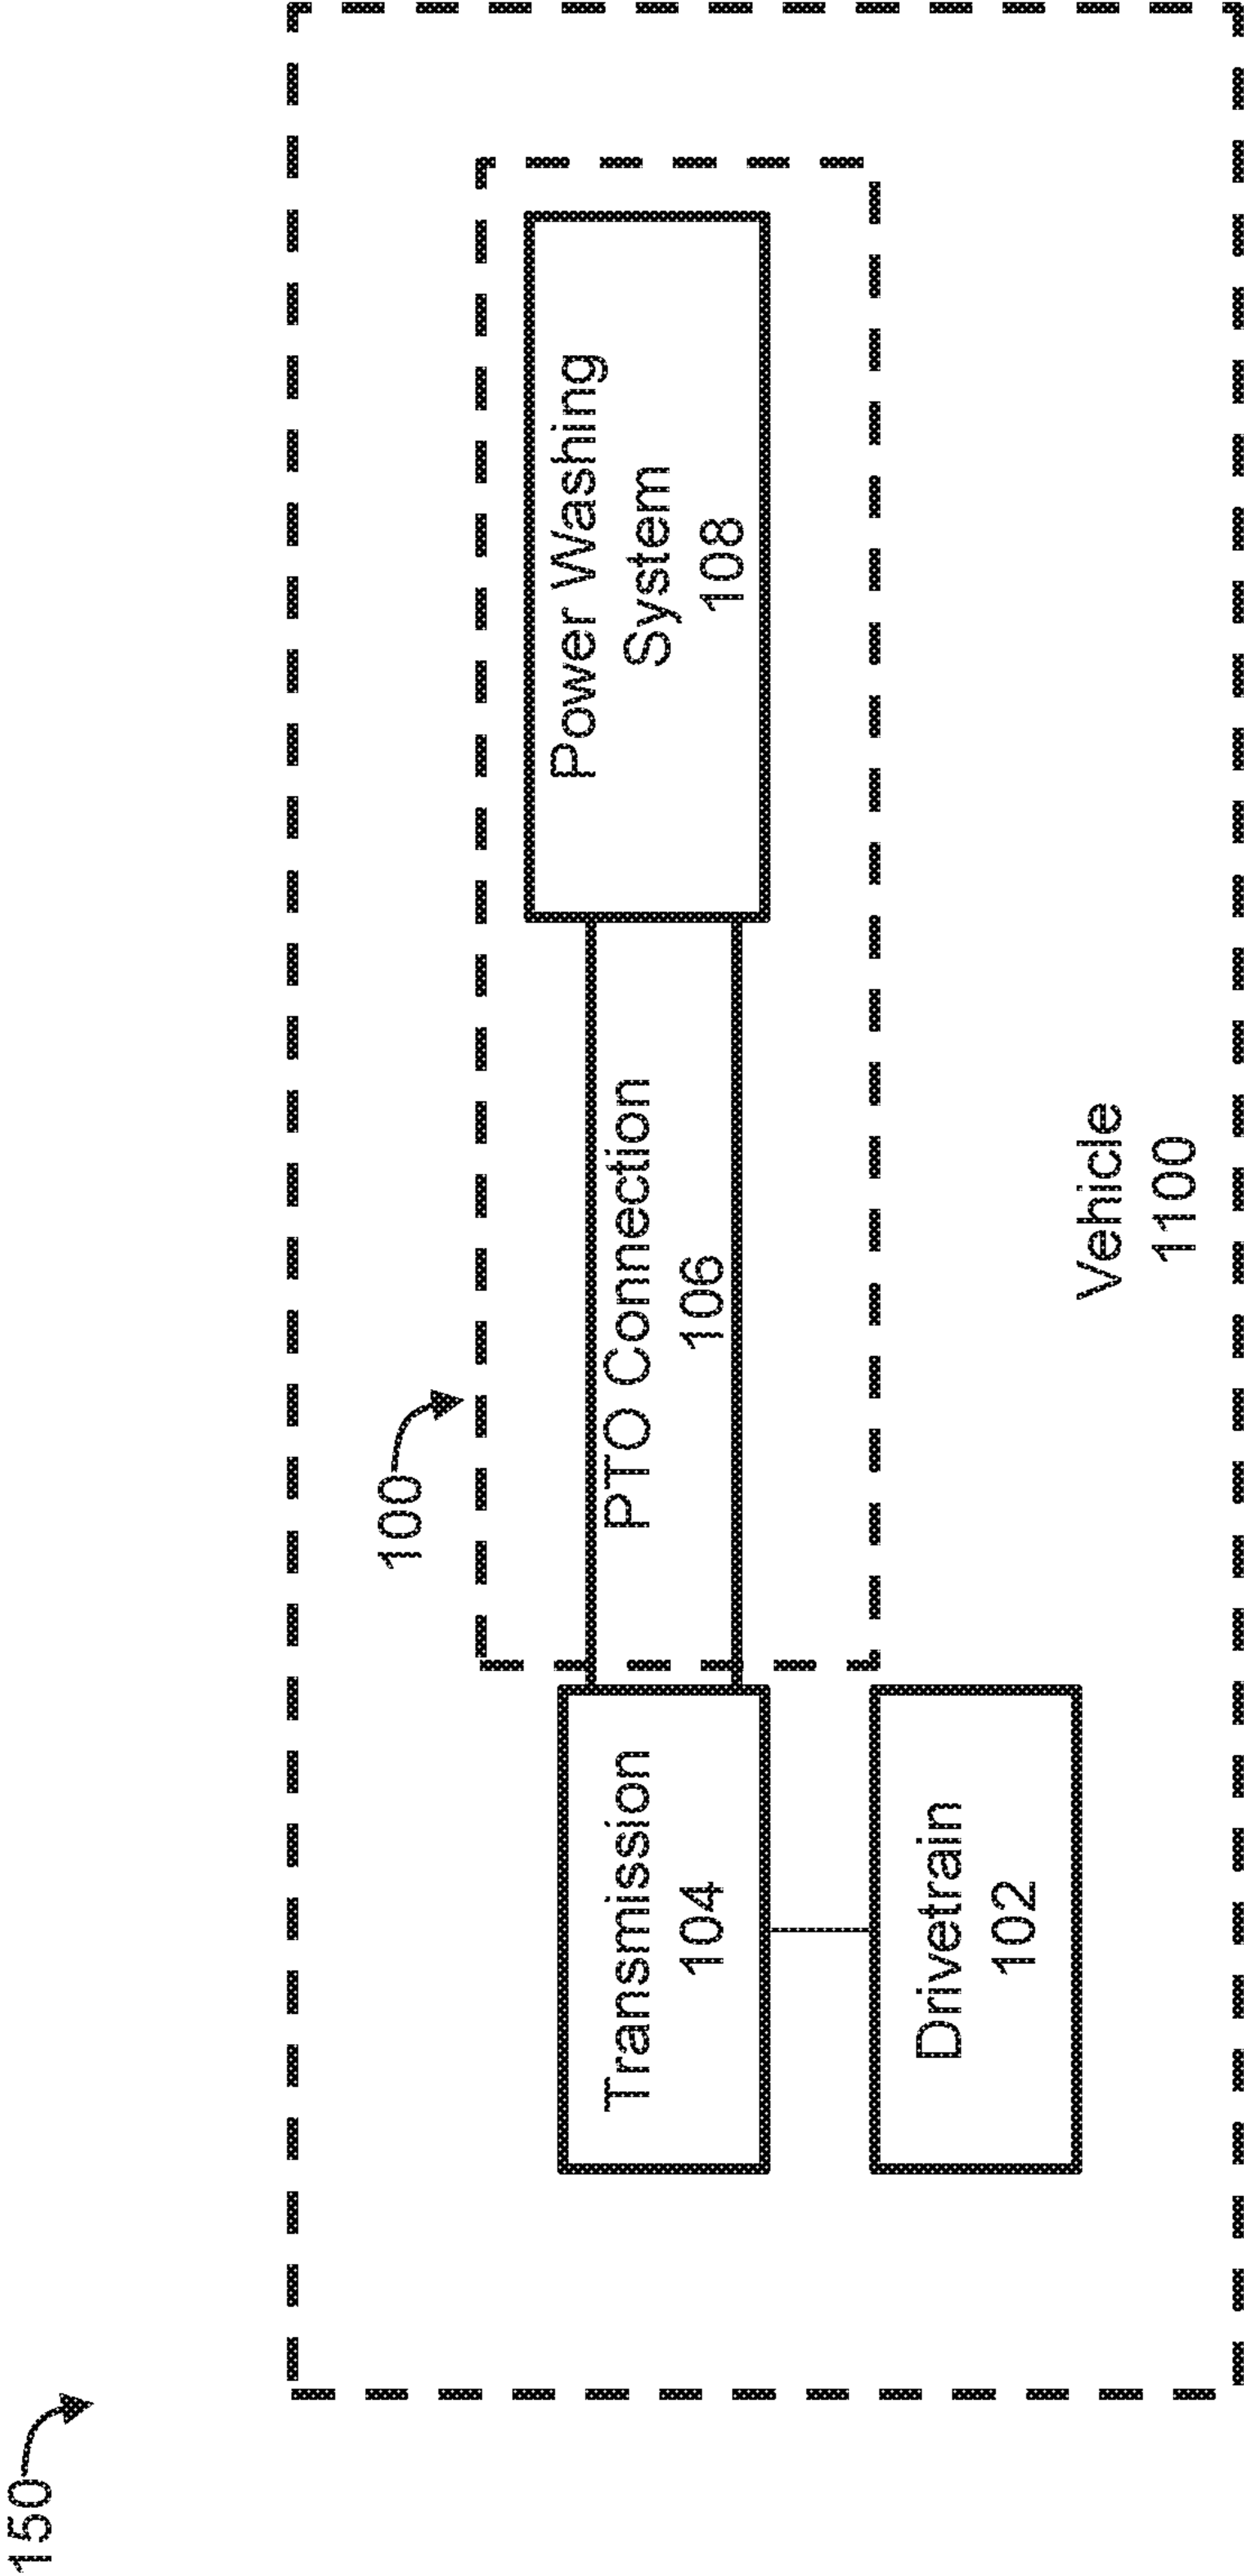 150
100
Transmission
104
PTO Connection
106
Power Washing
System
108
Drivetrain
102
Vehicle
1100